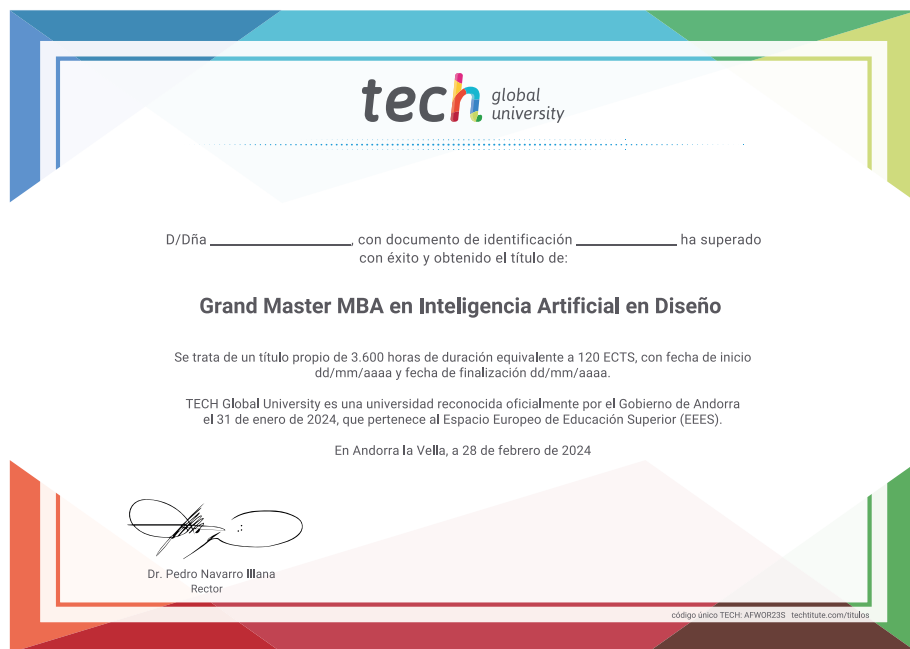 tech global university
D/Dña ______________, con documento de identificación __________ ha superado
con éxito y obtenido el título de:
Grand Master MBA en Inteligencia Artificial en Diseño
Se trata de un título propio de 3.600 horas de duración equivalente a 120 ECTS, con fecha de inicio
dd/mm/aaaa y fecha de finalización dd/mm/aaaa.
TECH Global University es una universidad reconocida oficialmente por el Gobierno de Andorra
el 31 de enero de 2024, que pertenece al Espacio Europeo de Educación Superior (EEES).
En Andorra la Vella, a 28 de febrero de 2024
Dr. Pedro Navarro Illana
Rector
código único TECH: AFWOR23S techtitute.com/titulos